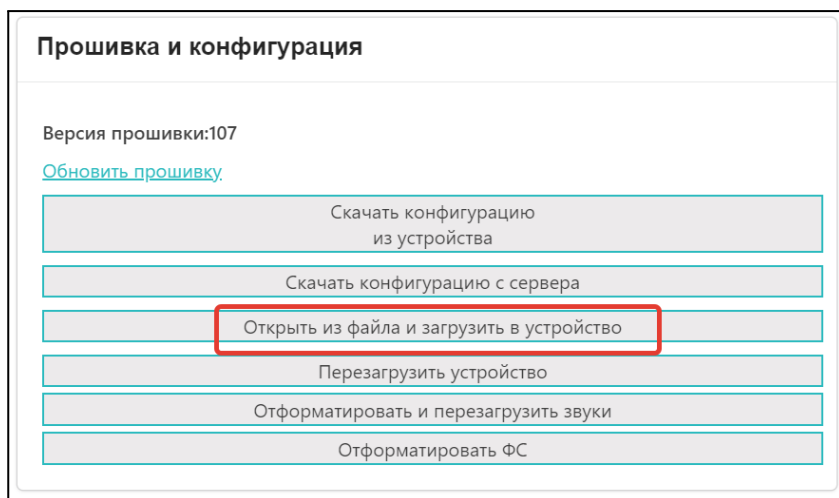 Прошивка и конфигурация
Версия прошивки:107
Обновить прошивку
Скачать конфигурацию
из устройства
Скачать конфигурацию с сервера
Открыть из файла и загрузить в устройство
Перезагрузить устройство
Отформатировать и перезагрузить звуки
Отформатировать ФС